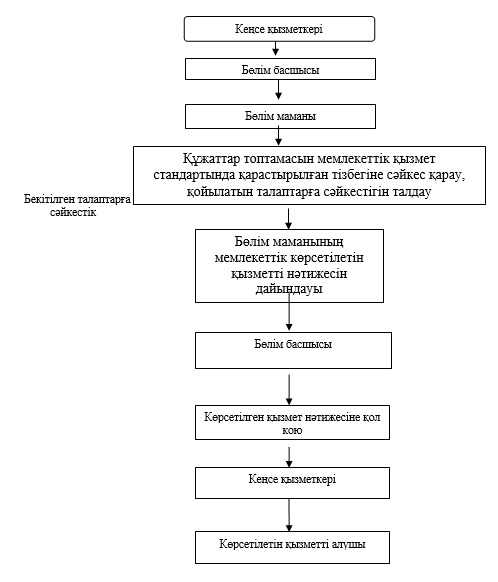 Кеңсе қызметкері
Бөлім басшысы
Бөлім маманы
Құжаттар топтамасын мемлекеттік қызмет
стандартында қарастырылған тізбегіне сәйкес қарау,
қойылатын талаптарға сәйкестігін талдау
Бекітілген талаптарға
сәйкестік
Бөлім маманының
мемлекеттік көрсетілетін
қызметті нәтижесін
дайындауы
Бөлім басшысы
Көрсетілген қызмет нәтижесіне қол
қою
Кеңсе қызметкері
Көрсетілетін қызметті алушы